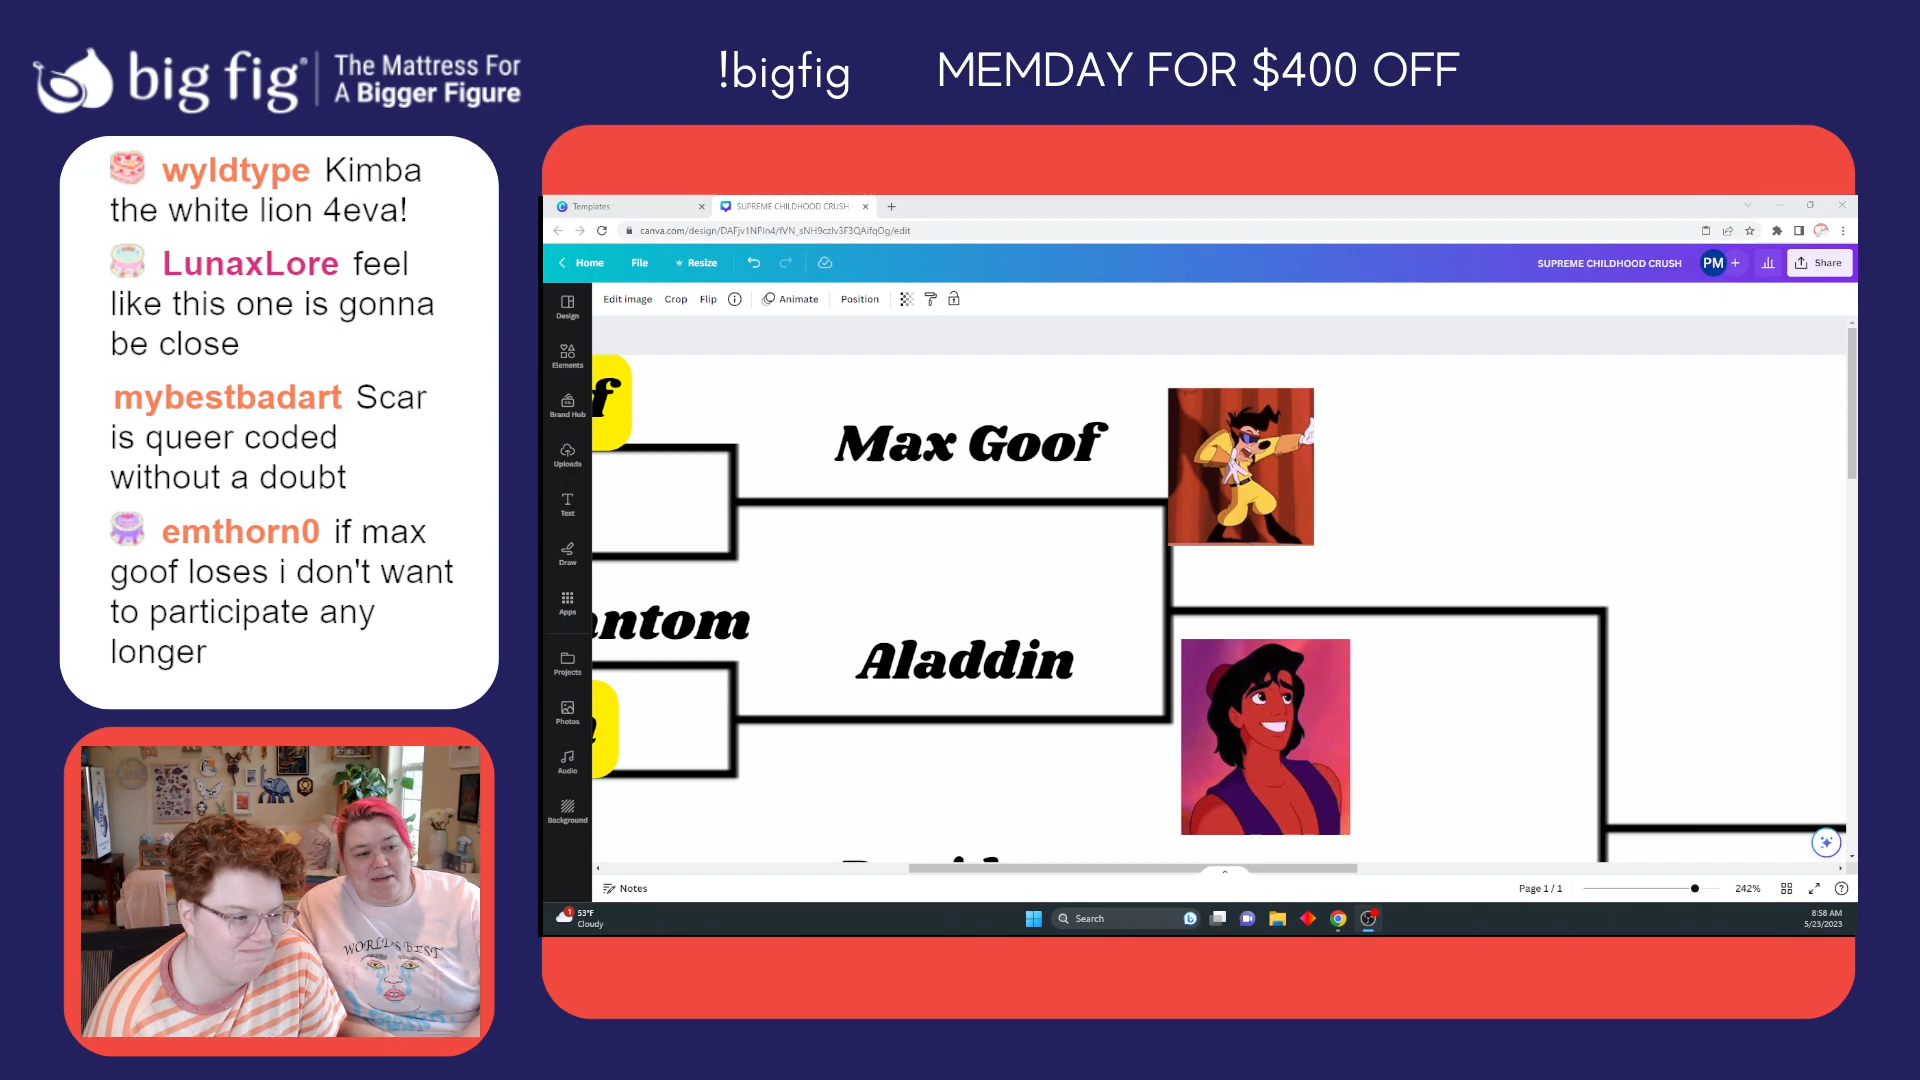 big fig®
The Mattress For
A Bigger Figure
!bigfig
MEMDAY FOR $400 OFF
wyldtype Kimba
the white lion 4eva!
LunaxLore feel
like this one is gonna
be close
mybestbadart Scar
is queer coded
without a doubt
emthorn0 if max
goof loses i don't want
to participate any
longer
WORLD'S BEST
Templates
SUPREME CHILDHOOD CRUSH
canva.com/design/DAFjv1NPIn4/fVN_sNH9czlv3F3QAifqOg/edit
Home
File
Resize
SUPREME CHILDHOOD CRUSH
PM
Share
Edit image
Crop
Flip
Animate
Position
Design
Elements
Brand Hub
Uploads
Text
Draw
Apps
Projects
Photos
Audio
Background
f
Max Goof
antom
Aladdin
Notes
Page 1 / 1
242%
1
53°F
Cloudy
Search
8:58 AM
5/23/2023